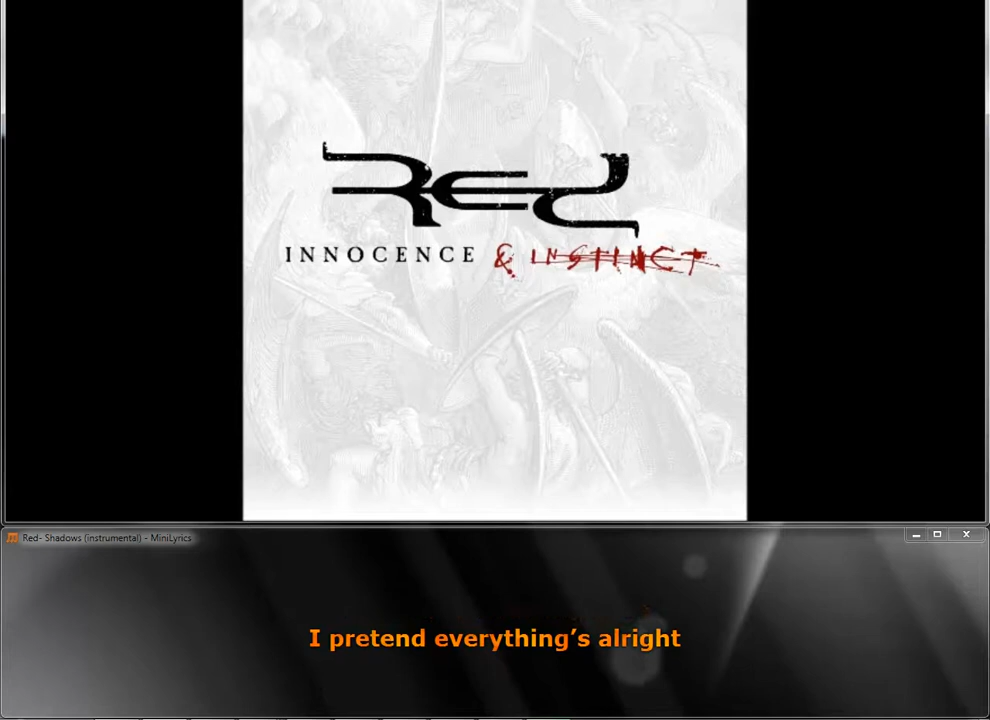 RED
INNOCENCE & INSTINCT
Red- Shadows (instrumental) - MiniLyrics
I pretend everything's alright